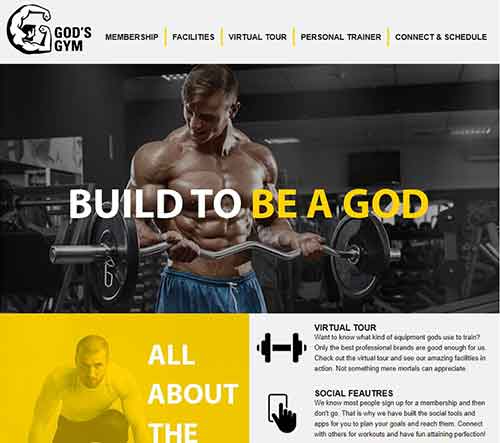 GOD'S
GYM
MEMBERSHIP
FACILITIES
VIRTUAL TOUR
PERSONAL TRAINER
CONNECT & SCHEDULE
BUILD TO BE A GOD
ALL
ABOUT
THE
VIRTUAL TOUR
Want to know what kind of equipment gods use to train?
Only the best professional brands are good enough for us.
Check out the virtual tour and see our amazing facilities in
action. Not something mere mortals can appreciate
SOCIAL FEAUTRES
We know most people sign up for a membership and then
don't go. That is why we have built the social tools and
apps for you to plan your goals and reach them. Connect
with others for workouts and have fun attaining perfection!